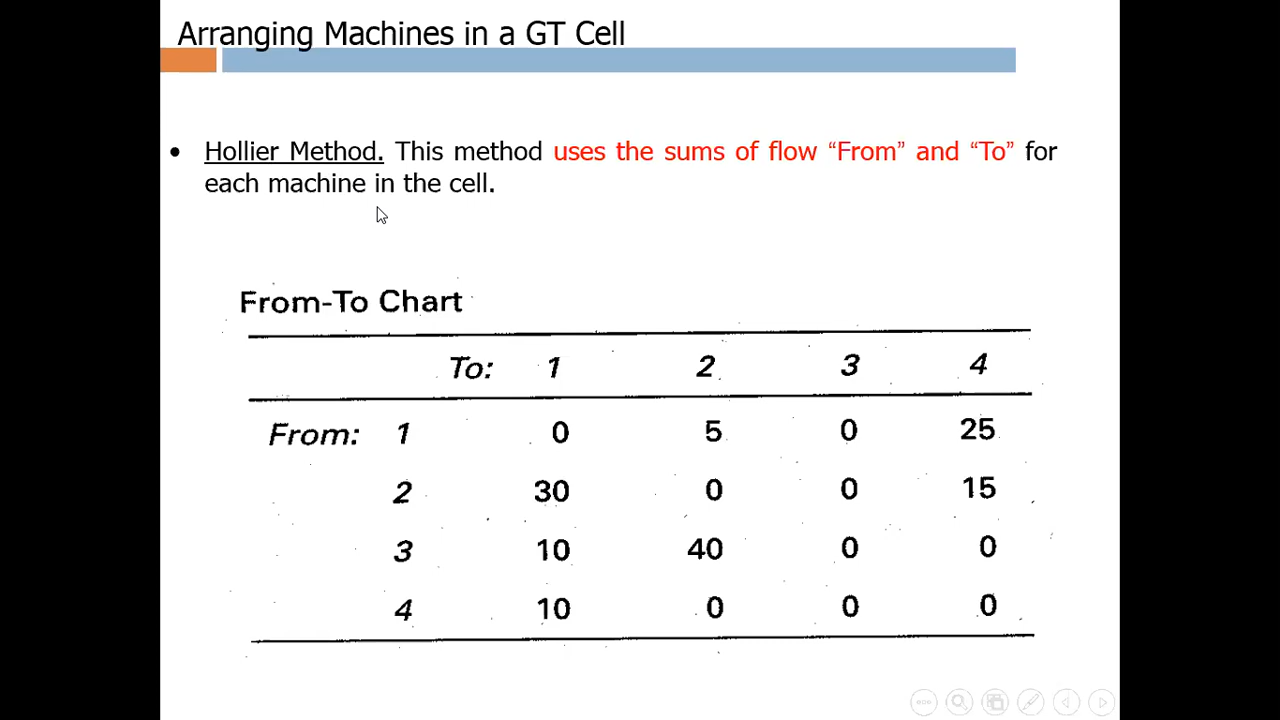 Arranging Machines in a GT Cell
• Hollier Method. This method uses the sums of flow “From” and “To” for
each machine in the cell.
From-To Chart
To: 1 2 3 4
From: 1 0 5 0 25
2 30 0 0 15
3 10 40 0 0
4 10 0 0 0